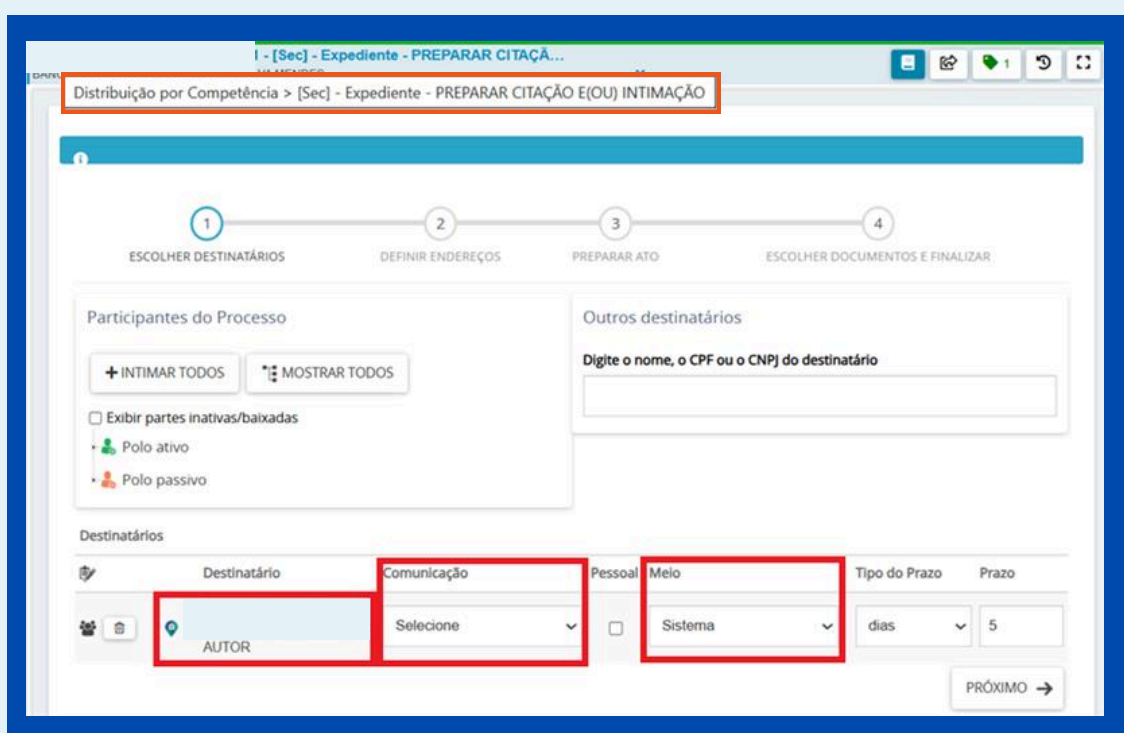 - [Sec] - Expediente - PREPARAR CITAÇÃ...
1
Distribuição por Competência > [Sec] - Expediente - PREPARAR CITAÇÃO E(OU) INTIMAÇÃO
1 2 3 4
ESCOLHER DESTINATÁRIOS DEFINIR ENDEREÇOS PREPARAR ATO ESCOLHER DOCUMENTOS E FINALIZAR
Participantes do Processo
+ INTIMAR TODOS MOSTRAR TODOS
Exibir partes inativas/baixadas
Polo ativo
Polo passivo
Outros destinatários
Digite o nome, o CPF ou o CNPJ do destinatário
Destinatários
Destinatário Comunicação Pessoal Meio Tipo do Prazo Prazo
Selecione Sistema dias 5
AUTOR
PRÓXIMO →